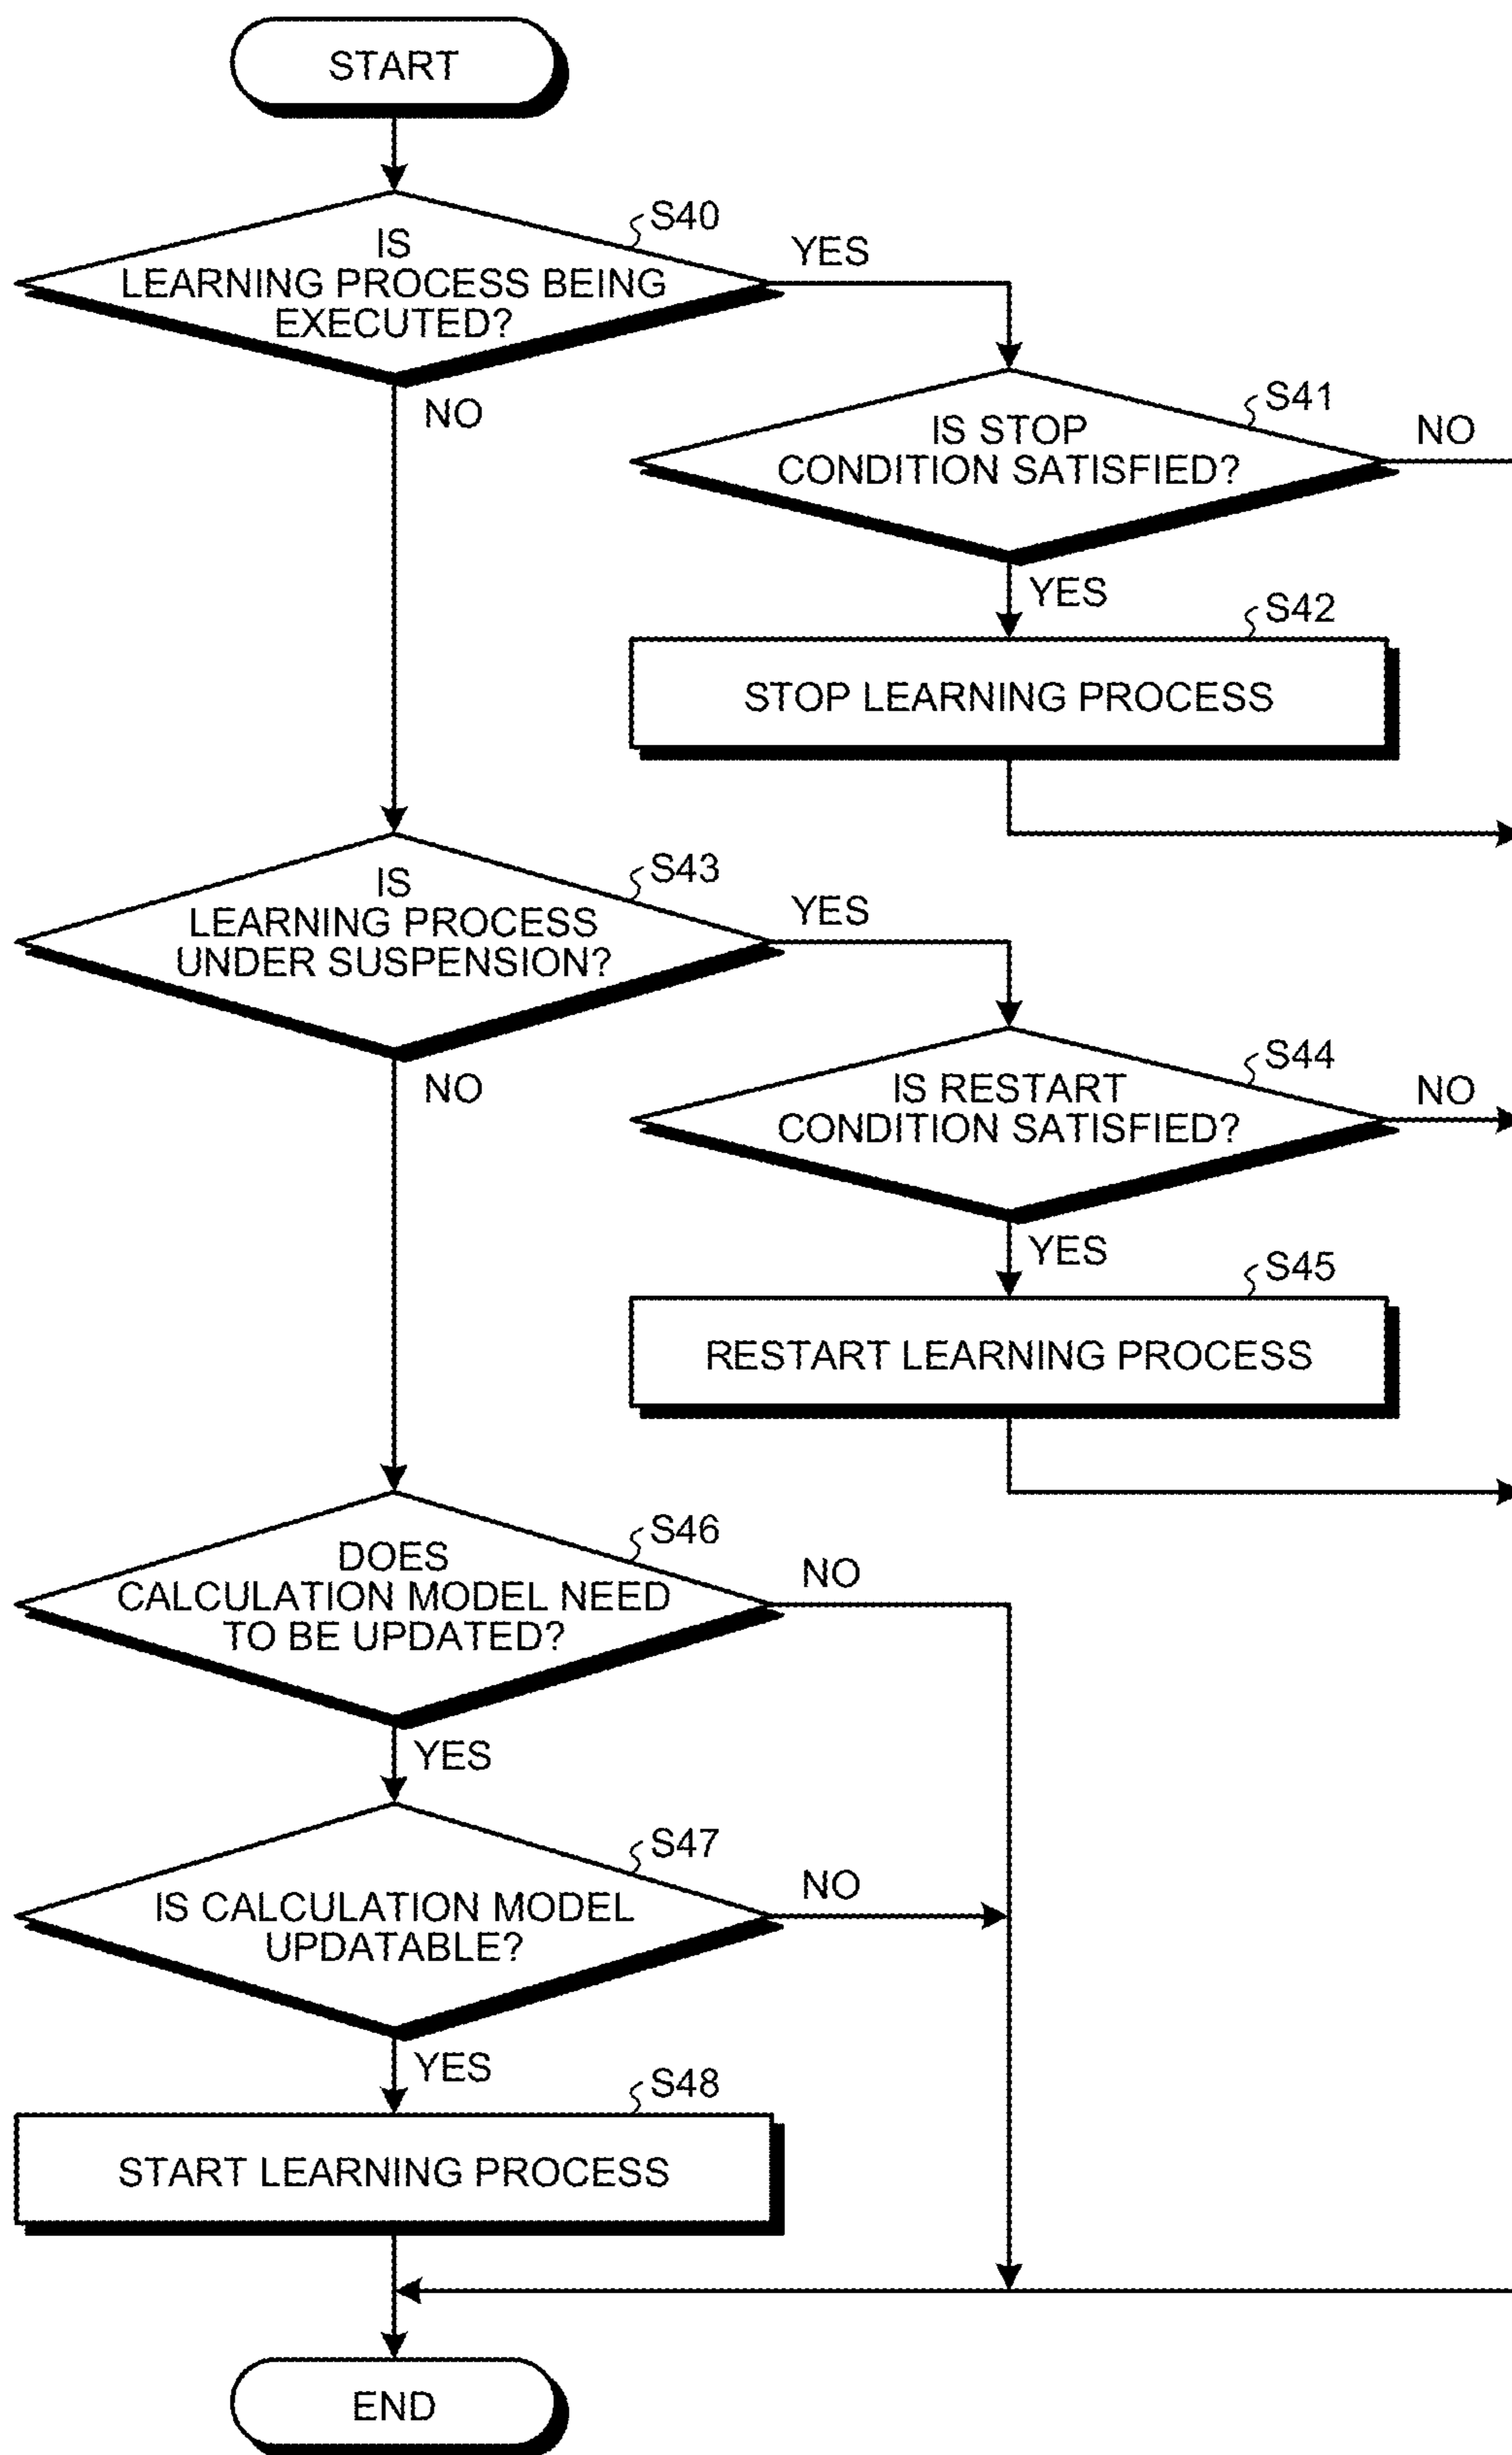 START
S40
IS
LEARNING PROCESS BEING
EXECUTED?
YES
NO
S41
IS STOP
CONDITION SATISFIED?
NO
YES
S42
STOP LEARNING PROCESS
S43
IS
LEARNING PROCESS
UNDER SUSPENSION?
YES
NO
S44
IS RESTART
CONDITION SATISFIED?
NO
YES
S45
RESTART LEARNING PROCESS
S46
DOES
CALCULATION MODEL NEED
TO BE UPDATED?
NO
YES
S47
IS CALCULATION MODEL
UPDATABLE?
NO
YES
S48
START LEARNING PROCESS
END